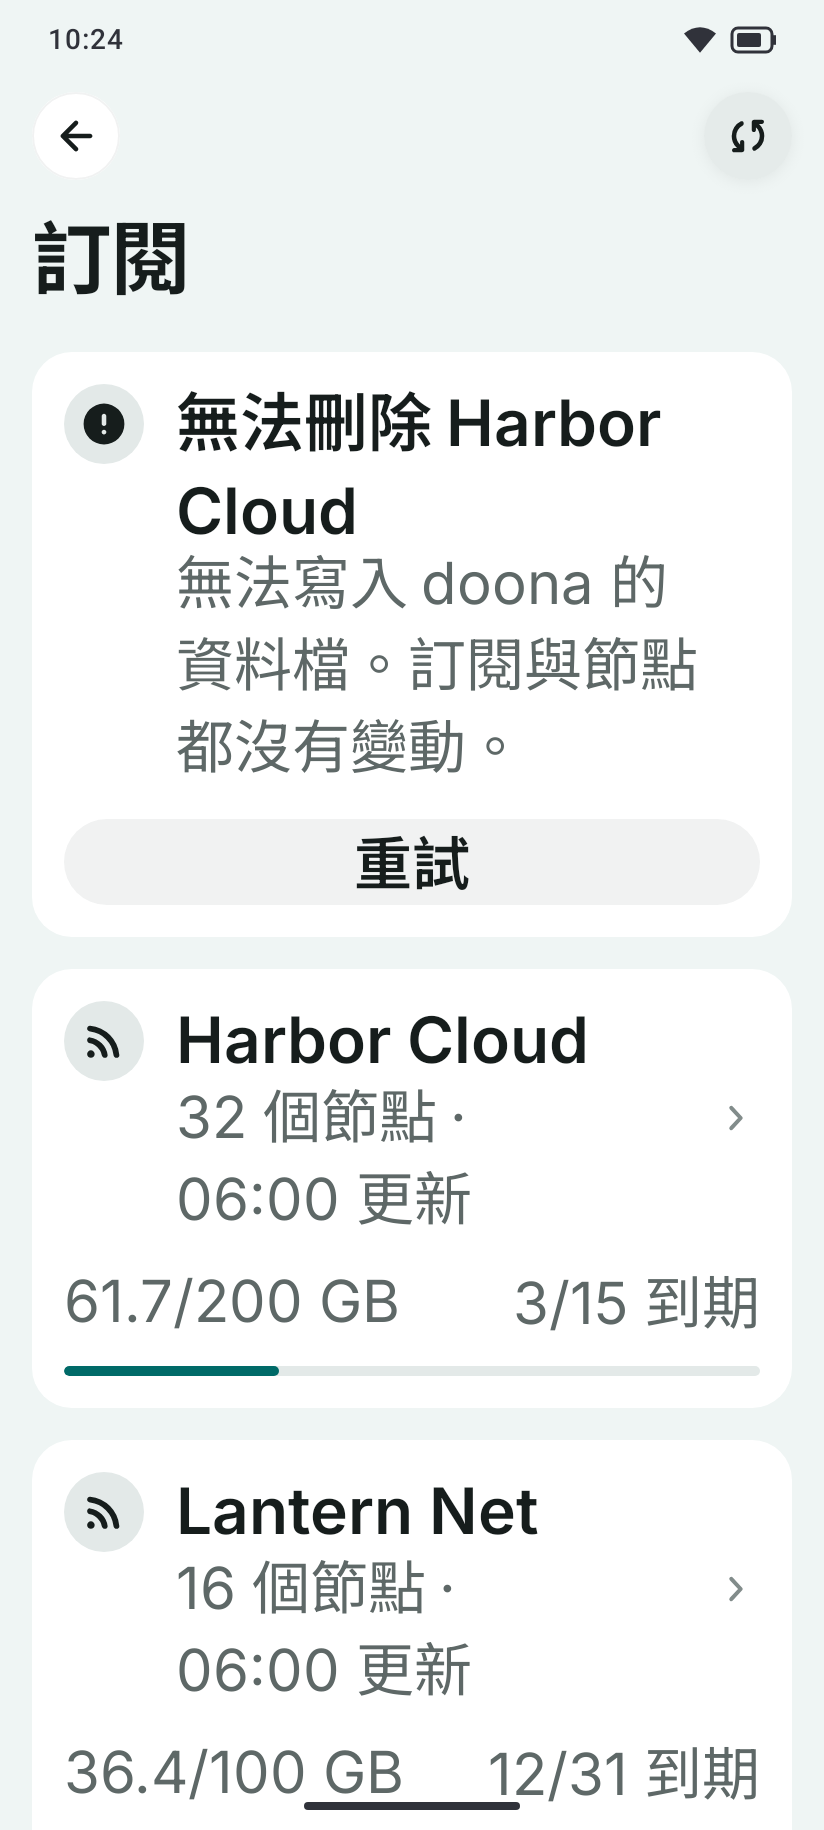 10:24
訂閱
無法刪除 Harbor
Cloud
無法寫入 doona 的
資料檔。訂閱與節點
都沒有變動。
重試
Harbor Cloud
32 個節點 ·
06:00 更新
61.7/200 GB
3/15 到期
Lantern Net
16 個節點 ·
06:00 更新
36.4/100 GB
12/31 到期